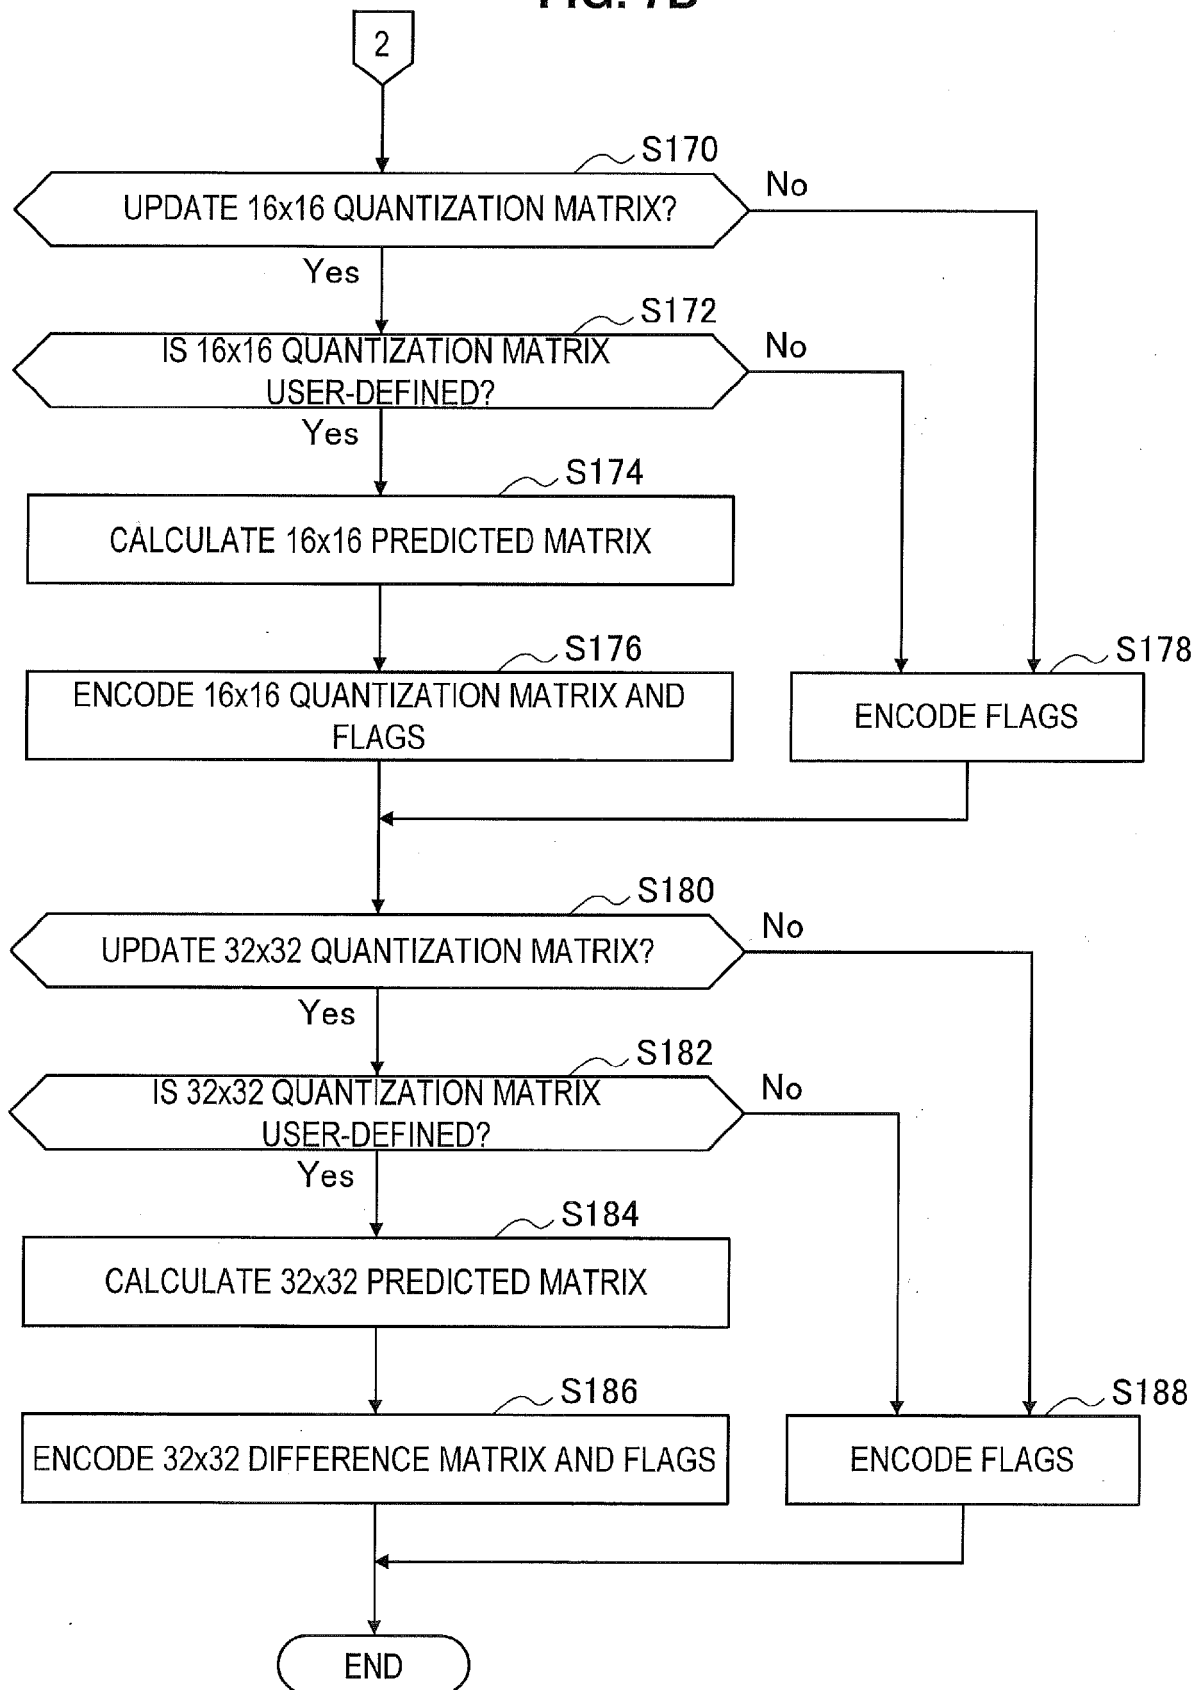 FIG. 7B
2
S170
UPDATE 16x16 QUANTIZATION MATRIX?
No
Yes
S172
IS 16x16 QUANTIZATION MATRIX
USER-DEFINED?
No
Yes
S174
CALCULATE 16x16 PREDICTED MATRIX
S176
ENCODE 16x16 QUANTIZATION MATRIX AND
FLAGS
S178
ENCODE FLAGS
S180
UPDATE 32x32 QUANTIZATION MATRIX?
No
Yes
S182
IS 32x32 QUANTIZATION MATRIX
USER-DEFINED?
No
Yes
S184
CALCULATE 32x32 PREDICTED MATRIX
S186
ENCODE 32x32 DIFFERENCE MATRIX AND FLAGS
S188
ENCODE FLAGS
END